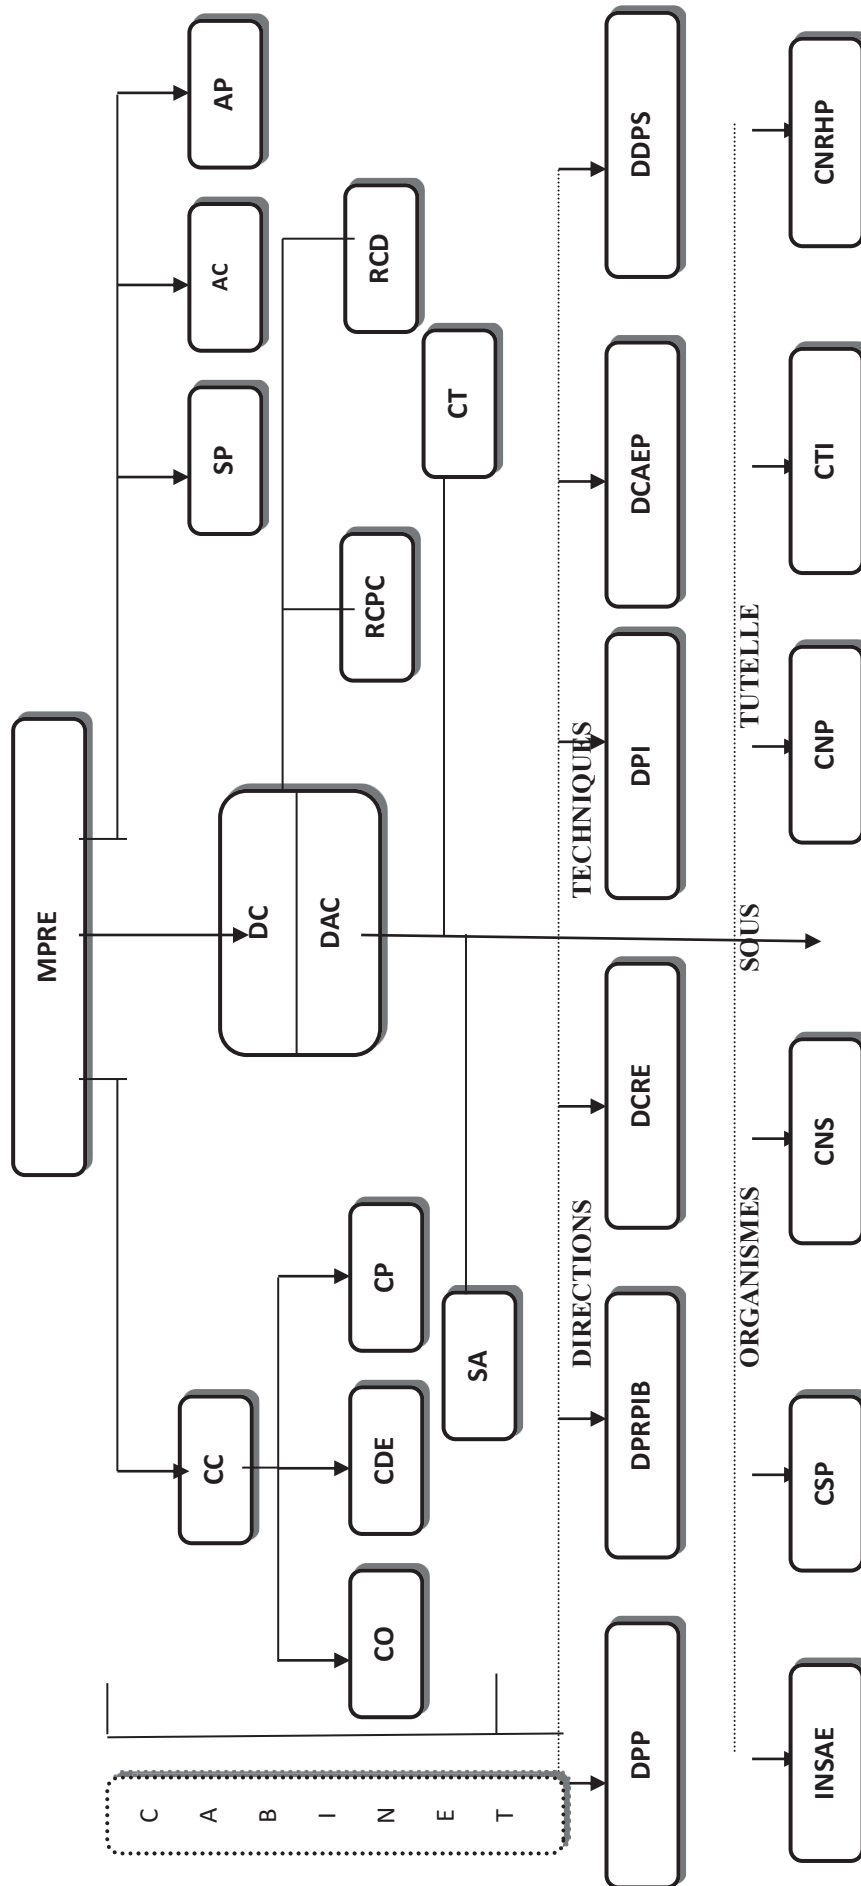 MPRE
CC
SP
AC
AP
DC
DAC
CO
CDE
CP
RCPC
RCD
SA
CT
C A B I N E T
DIRECTIONS TECHNIQUES
DPP
DPRPIB
DCRE
DPI
DCAEP
DDPS
ORGANISMES SOUS TUTELLE
INSAE
CSP
CNS
CNP
CTI
CNRHP